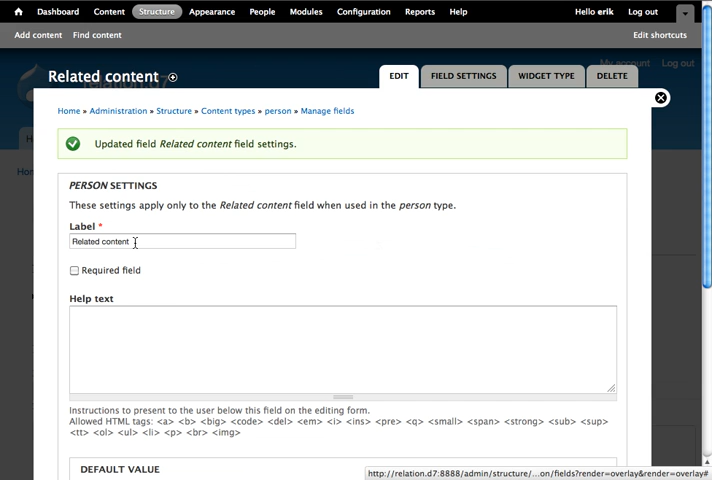 Dashboard Content Structure Appearance People Modules Configuration Reports Help Hello erik Log out
Add content Find content Edit shortcuts
My account Log out
Related content EDIT FIELD SETTINGS WIDGET TYPE DELETE
relation.d7
Home » Administration » Structure » Content types » person » Manage fields
Updated field Related content field settings.
PERSON SETTINGS
These settings apply only to the Related content field when used in the person type.
Label *
Related content
Required field
Help text
Instructions to present to the user below this field on the editing form.
Allowed HTML tags: <a> <b> <big> <code> <del> <em> <i> <ins> <pre> <q> <small> <span> <strong> <sub> <sup>
<tt> <ol> <ul> <li> <p> <br> <img>
DEFAULT VALUE
http://relation.d7:8888/admin/structure/...on/fields?render=overlay&render=overlay#